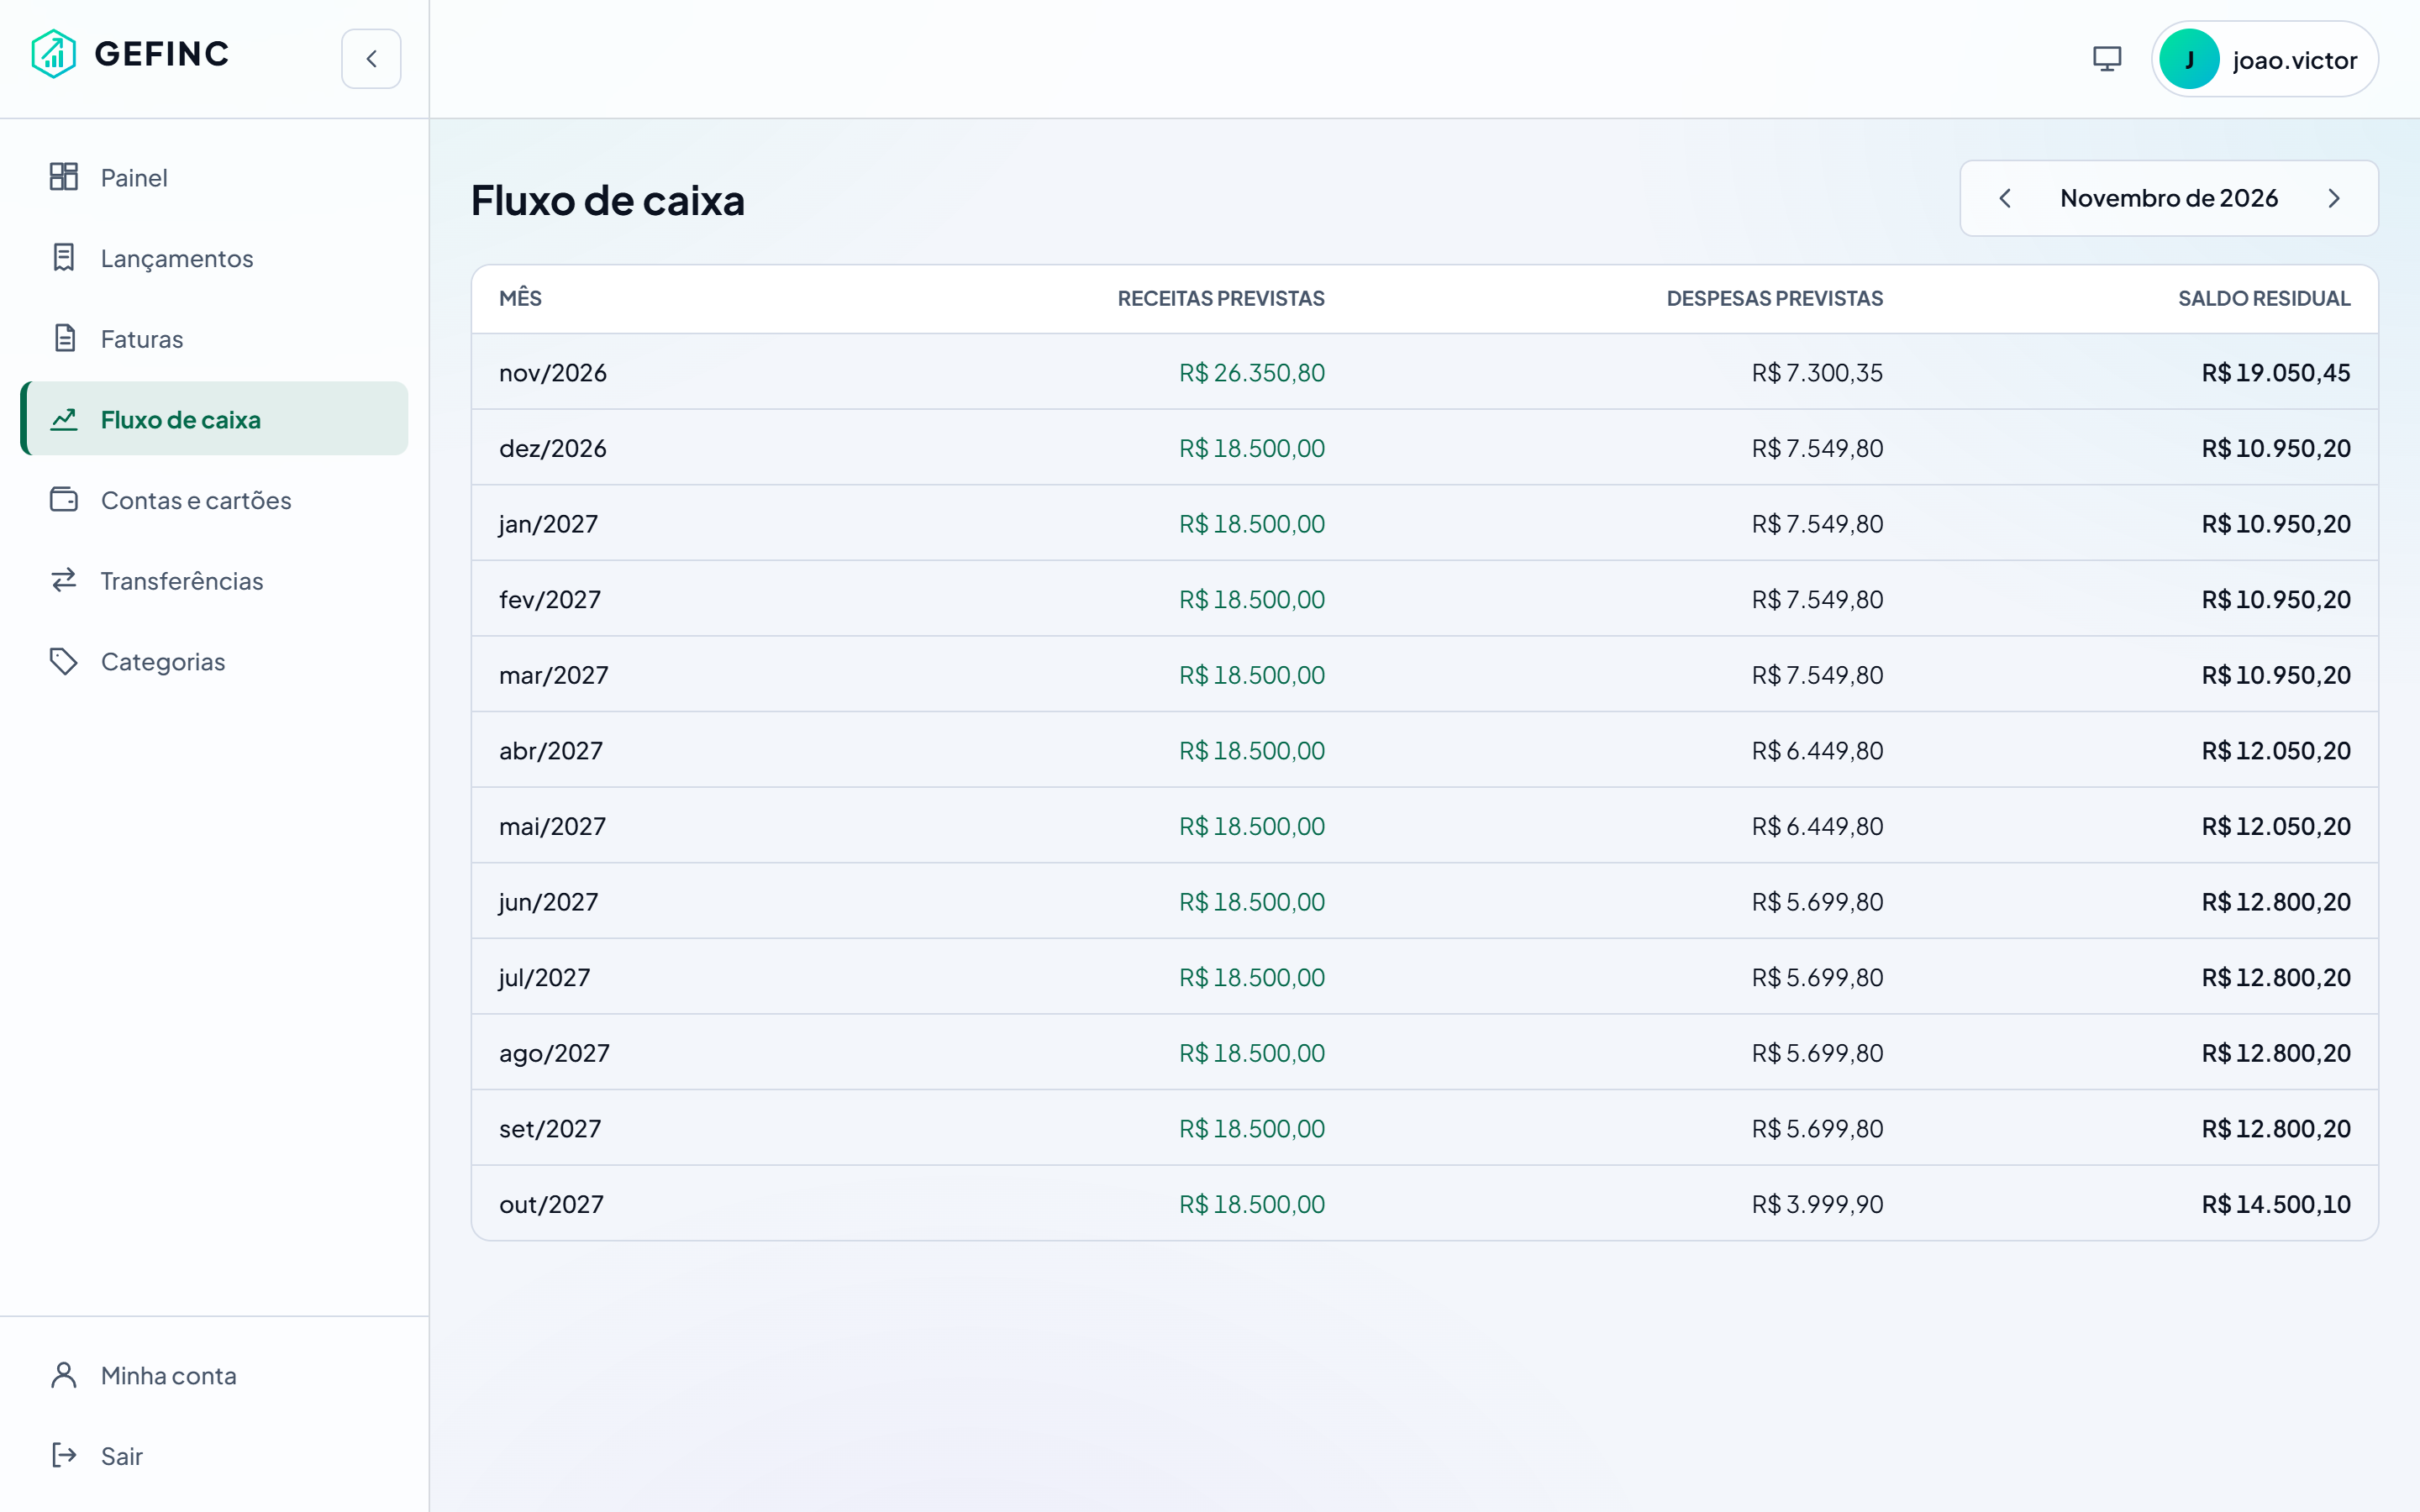 GEFINC
J joao.victor
Painel
Lançamentos
Faturas
Fluxo de caixa
Contas e cartões
Transferências
Categorias
Minha conta
Sair
Fluxo de caixa
Novembro de 2026
MÊS RECEITAS PREVISTAS DESPESAS PREVISTAS SALDO RESIDUAL
nov/2026 R$ 26.350,80 R$ 7.300,35 R$ 19.050,45
dez/2026 R$ 18.500,00 R$ 7.549,80 R$ 10.950,20
jan/2027 R$ 18.500,00 R$ 7.549,80 R$ 10.950,20
fev/2027 R$ 18.500,00 R$ 7.549,80 R$ 10.950,20
mar/2027 R$ 18.500,00 R$ 7.549,80 R$ 10.950,20
abr/2027 R$ 18.500,00 R$ 6.449,80 R$ 12.050,20
mai/2027 R$ 18.500,00 R$ 6.449,80 R$ 12.050,20
jun/2027 R$ 18.500,00 R$ 5.699,80 R$ 12.800,20
jul/2027 R$ 18.500,00 R$ 5.699,80 R$ 12.800,20
ago/2027 R$ 18.500,00 R$ 5.699,80 R$ 12.800,20
set/2027 R$ 18.500,00 R$ 5.699,80 R$ 12.800,20
out/2027 R$ 18.500,00 R$ 3.999,90 R$ 14.500,10